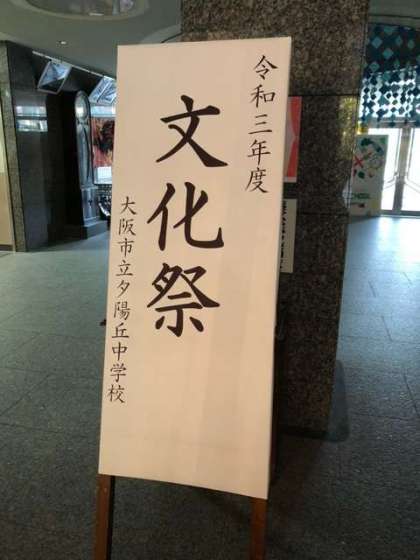 令和三年度
文化祭
大阪市立夕陽丘中学校